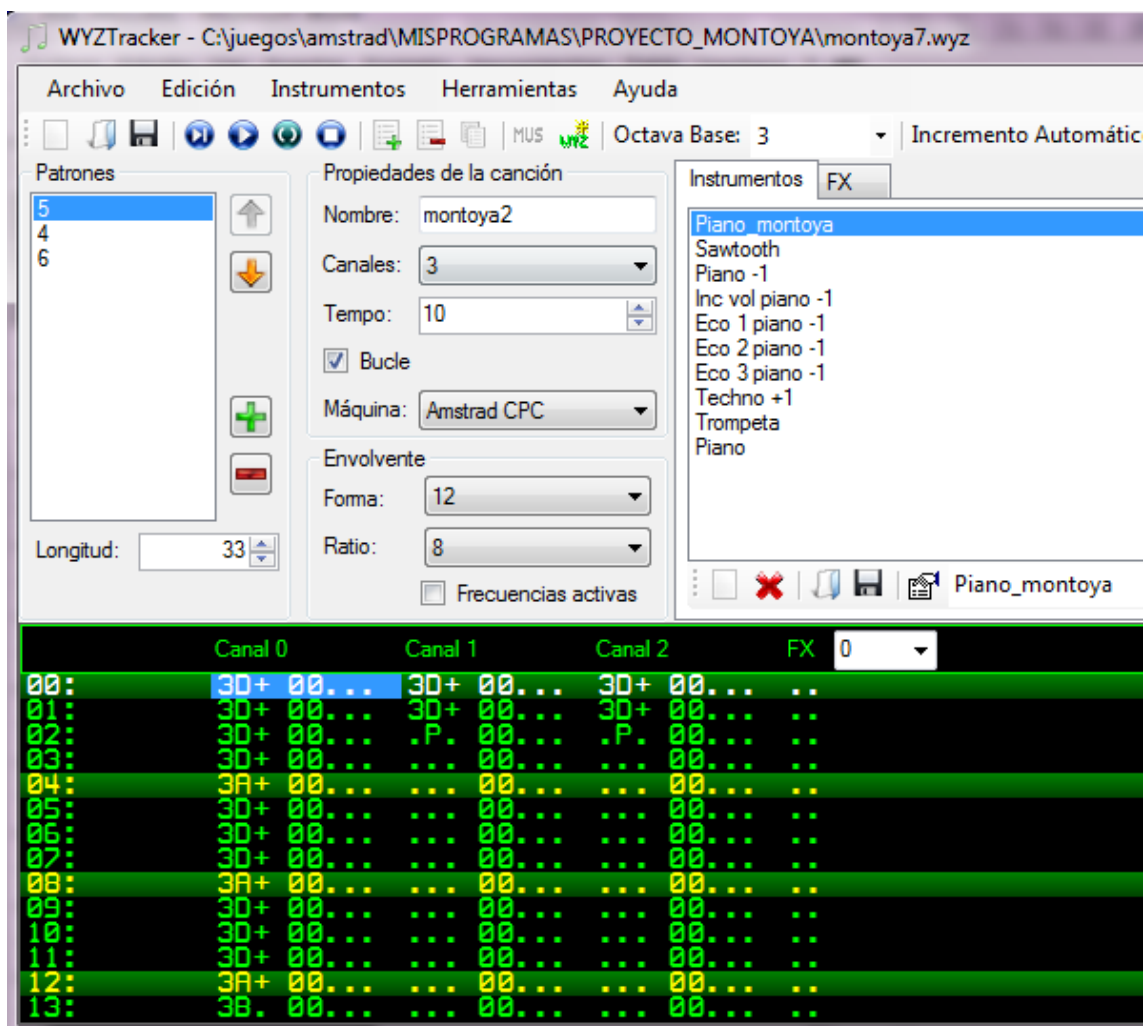 WYZTracker - C:\juegos\amstrad\MISPROGRAMAS\PROYECTO_MONTOYA\montoya7.wyz
Archivo Edición Instrumentos Herramientas Ayuda
MUS WYZ Octava Base: 3 Incremento Automátic
Patrones
5
4
6
Longitud: 33
Propiedades de la canción
Nombre: montoya2
Canales: 3
Tempo: 10
Bucle
Máquina: Amstrad CPC
Envolvente
Forma: 12
Ratio: 8
Frecuencias activas
Instrumentos FX
Piano_montoya
Sawtooth
Piano -1
Inc vol piano -1
Eco 1 piano -1
Eco 2 piano -1
Eco 3 piano -1
Techno +1
Trompeta
Piano
Piano_montoya
Canal 0 Canal 1 Canal 2 FX 0
00: 3D+ 00... 3D+ 00... 3D+ 00... ..
01: 3D+ 00... 3D+ 00... 3D+ 00... ..
02: 3D+ 00... .P. 00... .P. 00... ..
03: 3D+ 00... ... 00... ... 00... ..
04: 3A+ 00... ... 00... ... 00... ..
05: 3D+ 00... ... 00... ... 00... ..
06: 3D+ 00... ... 00... ... 00... ..
07: 3D+ 00... ... 00... ... 00... ..
08: 3A+ 00... ... 00... ... 00... ..
09: 3D+ 00... ... 00... ... 00... ..
10: 3D+ 00... ... 00... ... 00... ..
11: 3D+ 00... ... 00... ... 00... ..
12: 3A+ 00... ... 00... ... 00... ..
13: 3B. 00... ... 00... ... 00... ..